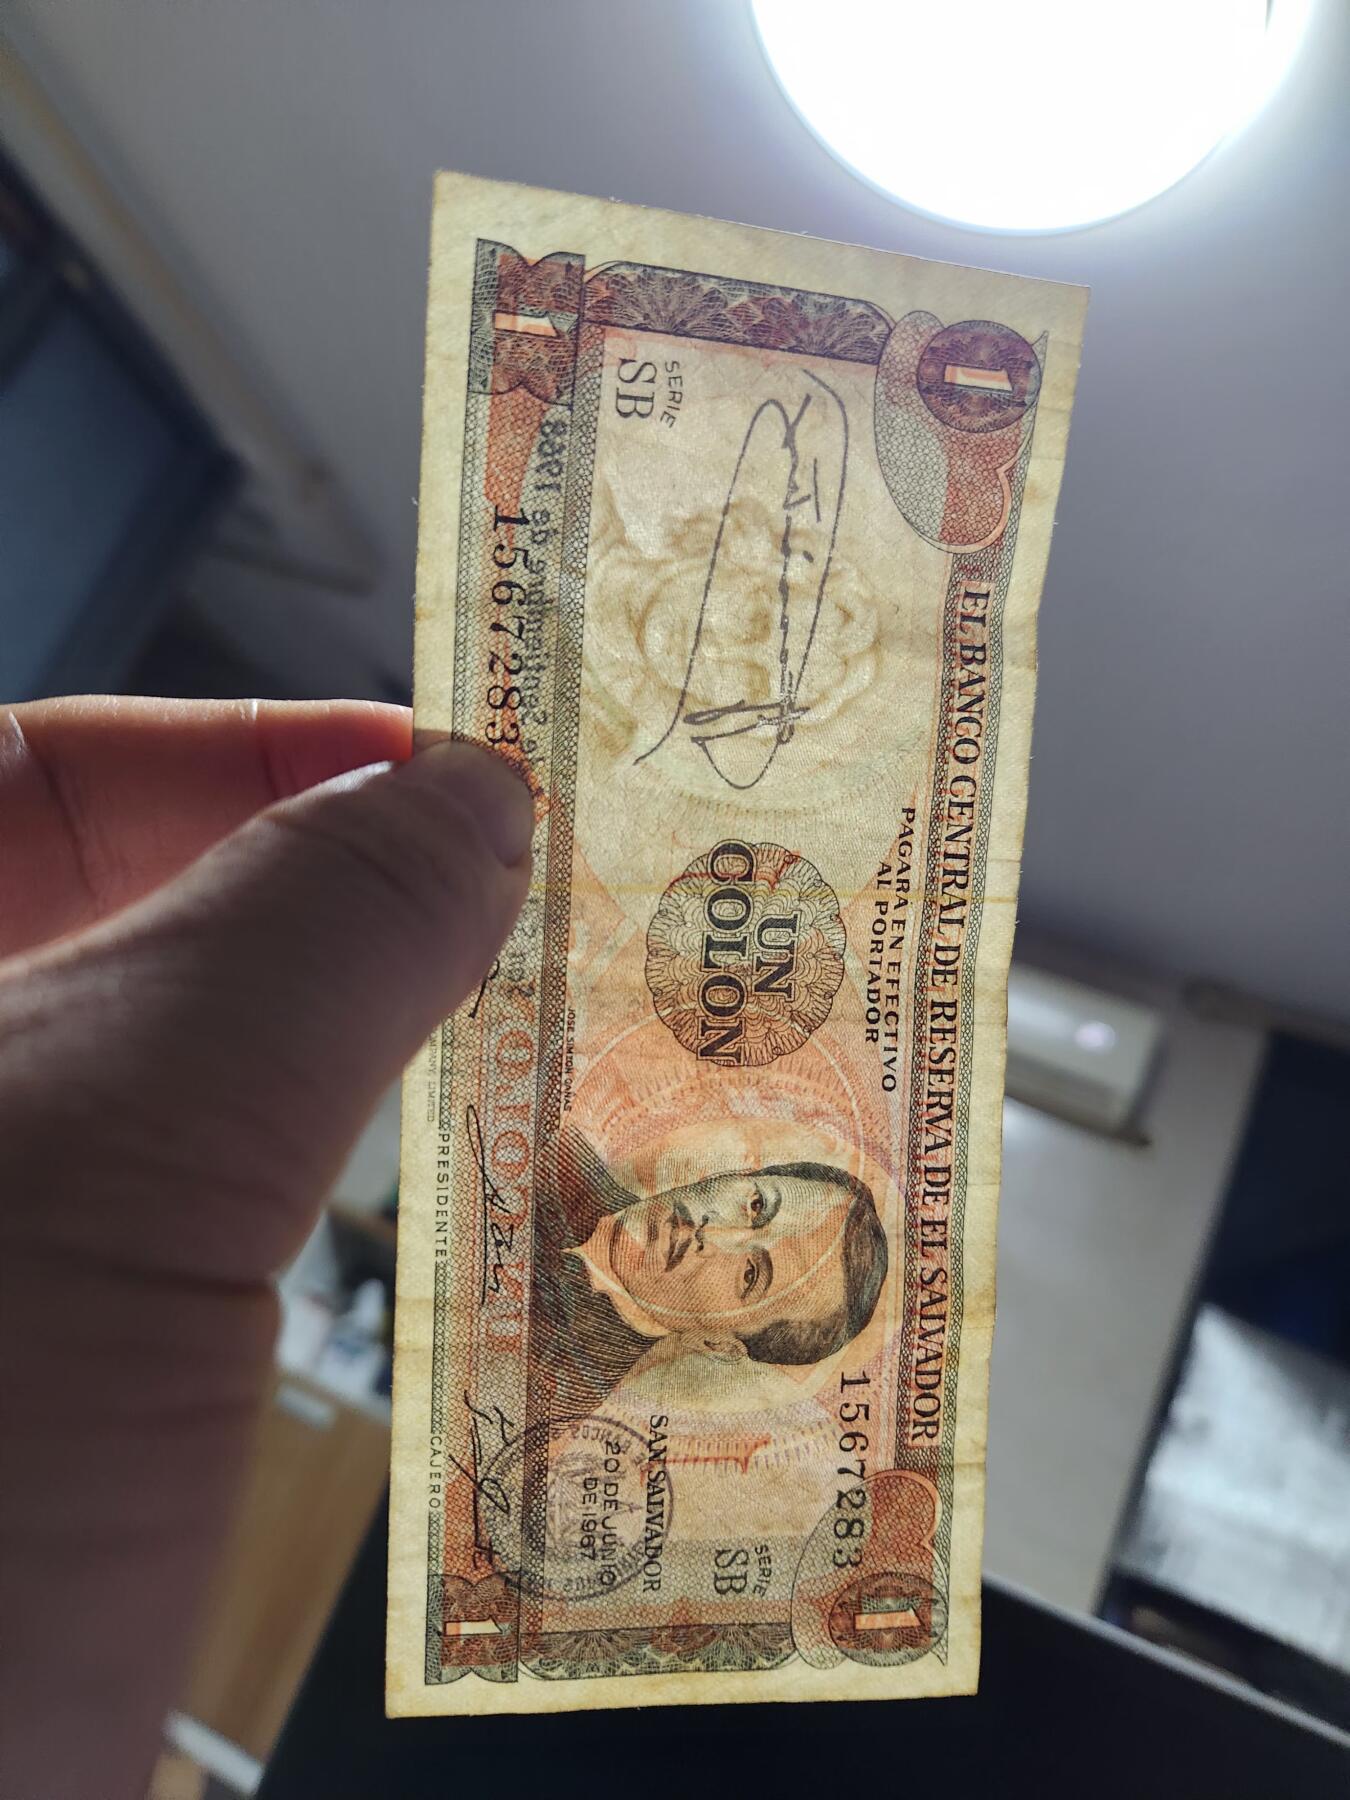 1
1
EL BANCO CENTRAL DE RESERVA DE EL SALVADOR
PAGARA EN EFECTIVO
AL PORTADOR
1567283
SERIE
SB
SERIE
SB
UN
COLON
SAN SALVADOR
20 DE JUNIO
DE 1967
JOSE SIMEON CAÑAS
1567283
1
1
PRESIDENTE
CAJERO